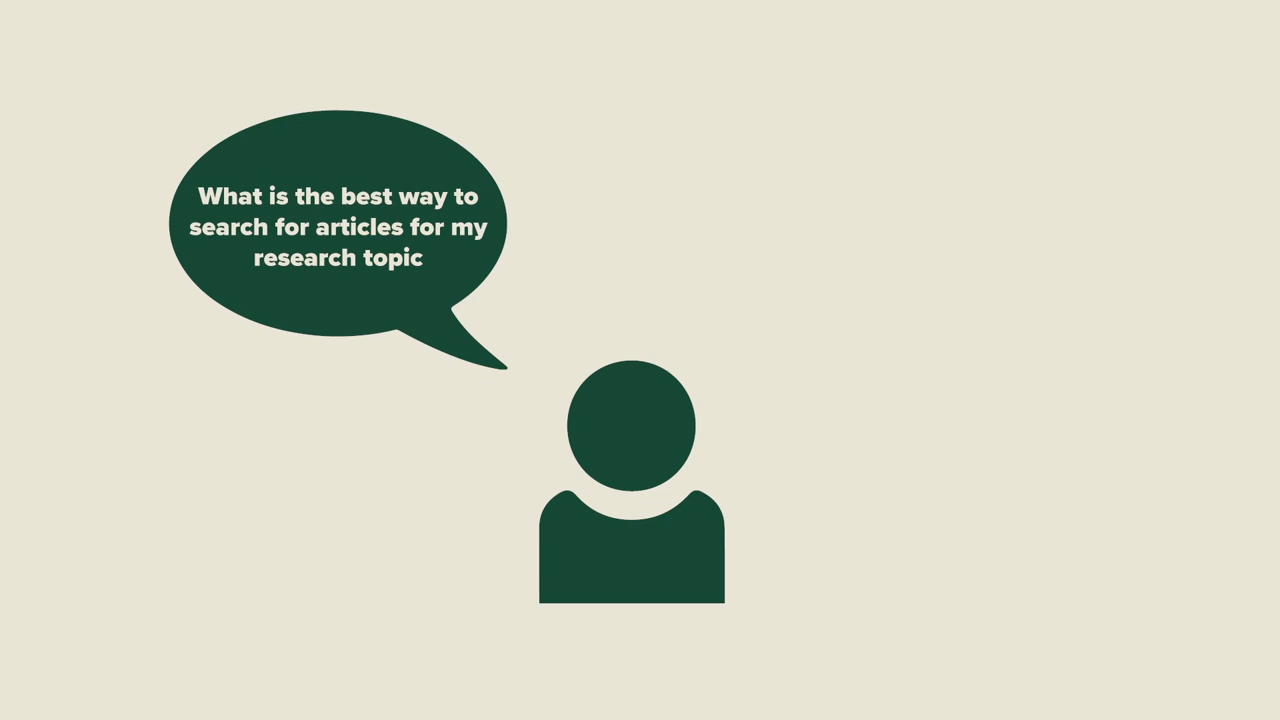 What is the best way to
search for articles for my
research topic